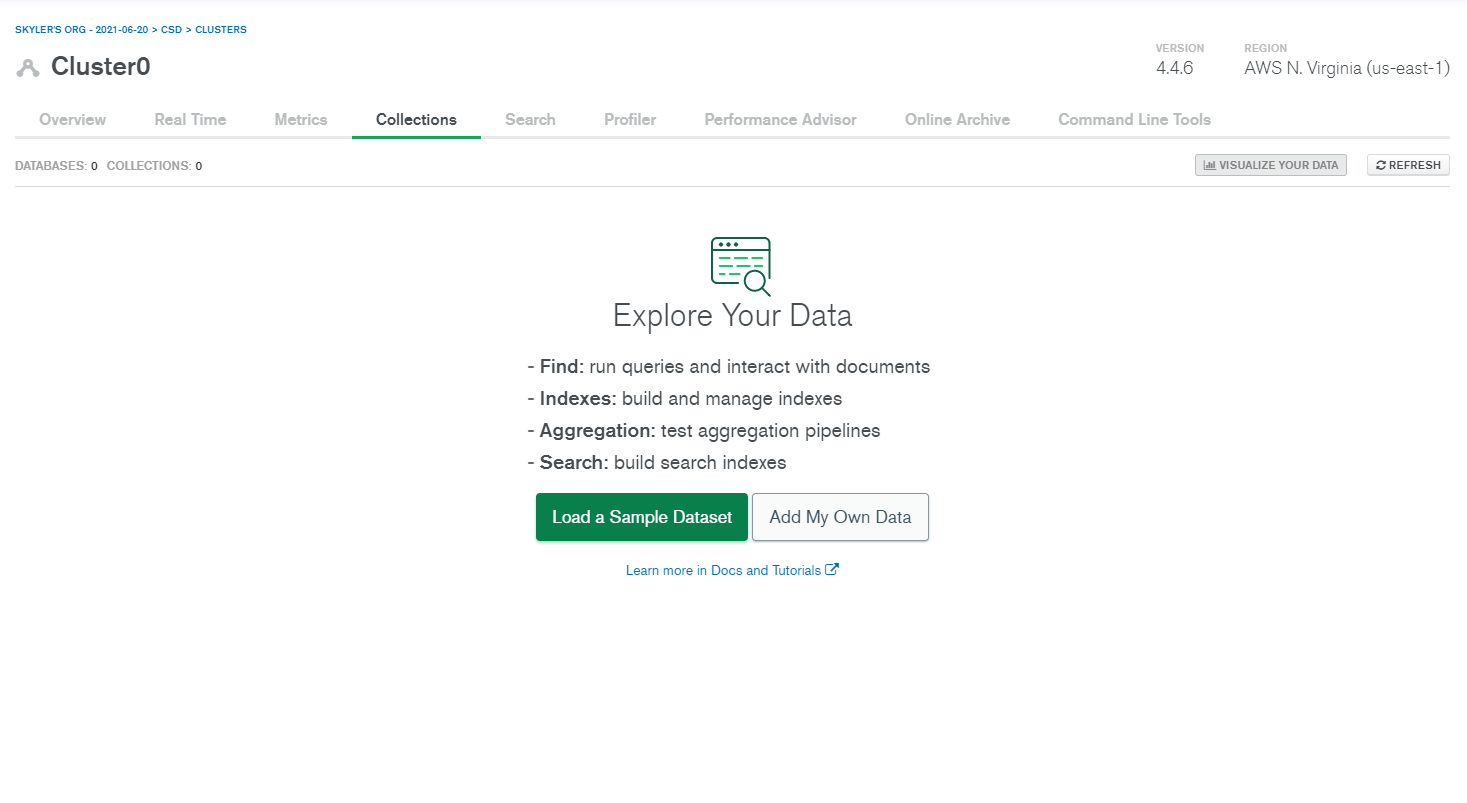 SKYLER'S ORG - 2021-06-20 > CSD > CLUSTERS
Cluster0
VERSION
4.4.6
REGION
AWS N. Virginia (us-east-1)
Overview Real Time Metrics Collections Search Profiler Performance Advisor Online Archive Command Line Tools
DATABASES: 0 COLLECTIONS: 0
VISUALIZE YOUR DATA
REFRESH
Explore Your Data
- Find: run queries and interact with documents
- Indexes: build and manage indexes
- Aggregation: test aggregation pipelines
- Search: build search indexes
Load a Sample Dataset
Add My Own Data
Learn more in Docs and Tutorials